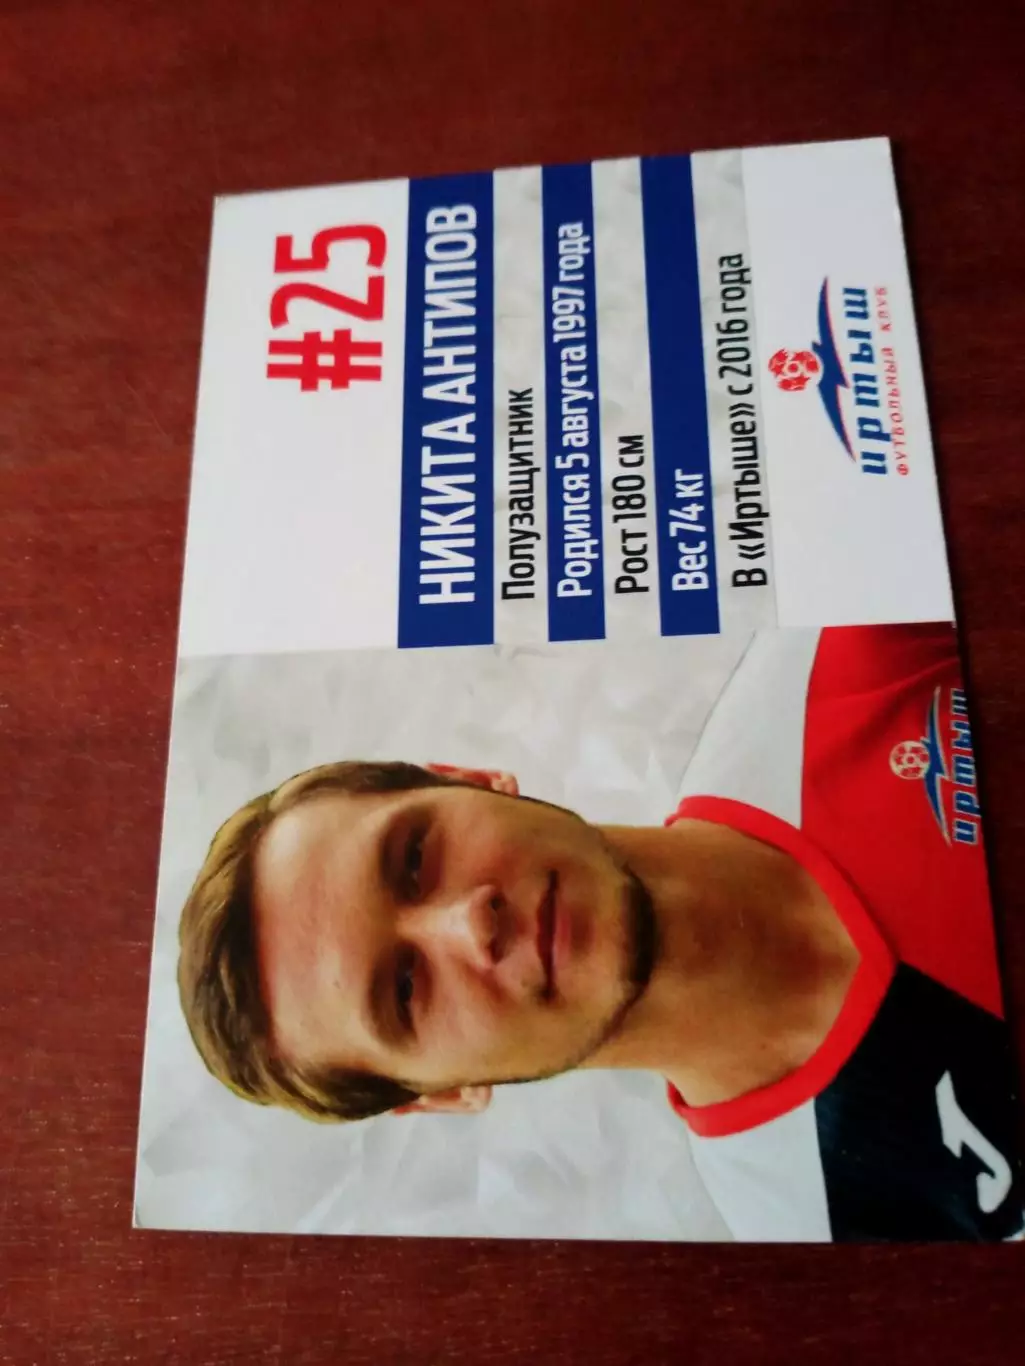 #25
НИКИТА АНТИПОВ
Полузащитник
Родился 5 августа 1997 года
Рост 180 см
Вес 74 кг
В «Иртыше» с 2016 года
иртыш
ФУТБОЛЬНЫЙ КЛУБ
иртыш